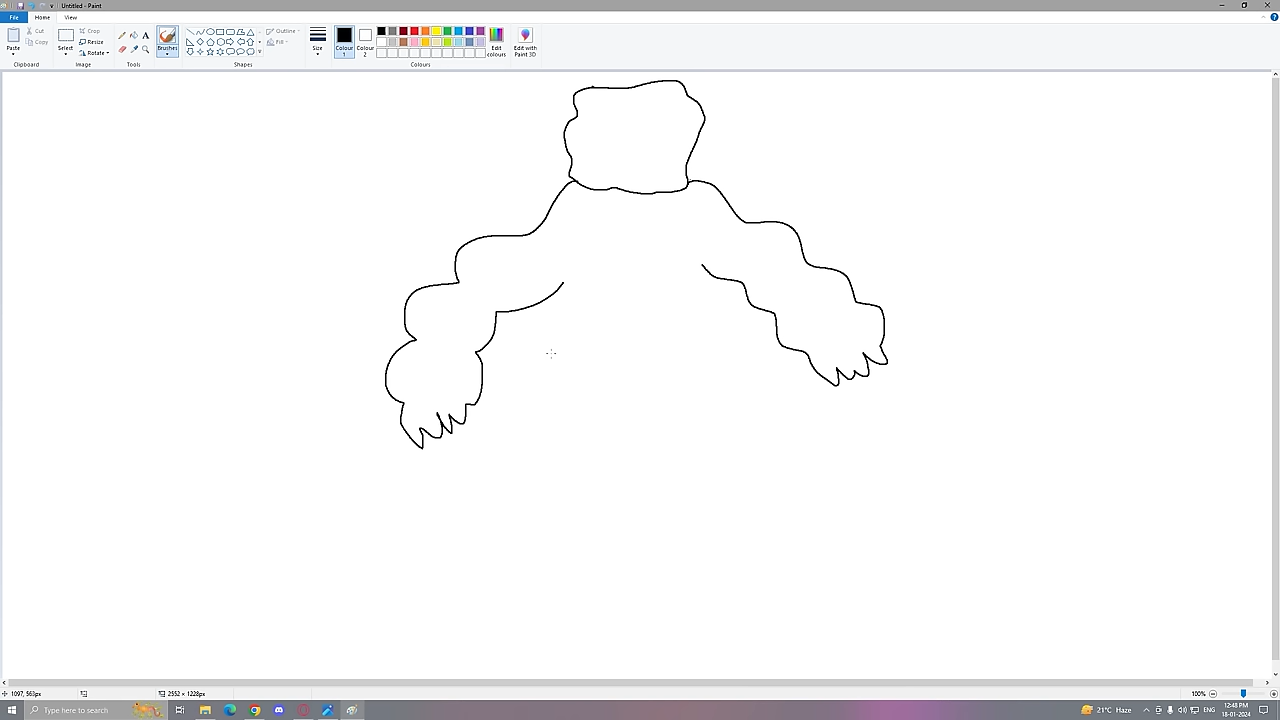 Untitled - Paint
File Home View
Paste Cut Copy
Select Crop Resize Rotate
Brushes
Outline Fill
Size
Colour 1 Colour 2
Edit colours
Edit with Paint 3D
Clipboard Image Tools Shapes Colours
1097, 563px 2552 × 1228px 100%
Type here to search 21°C Haze ENG 12:48 PM
18-01-2024